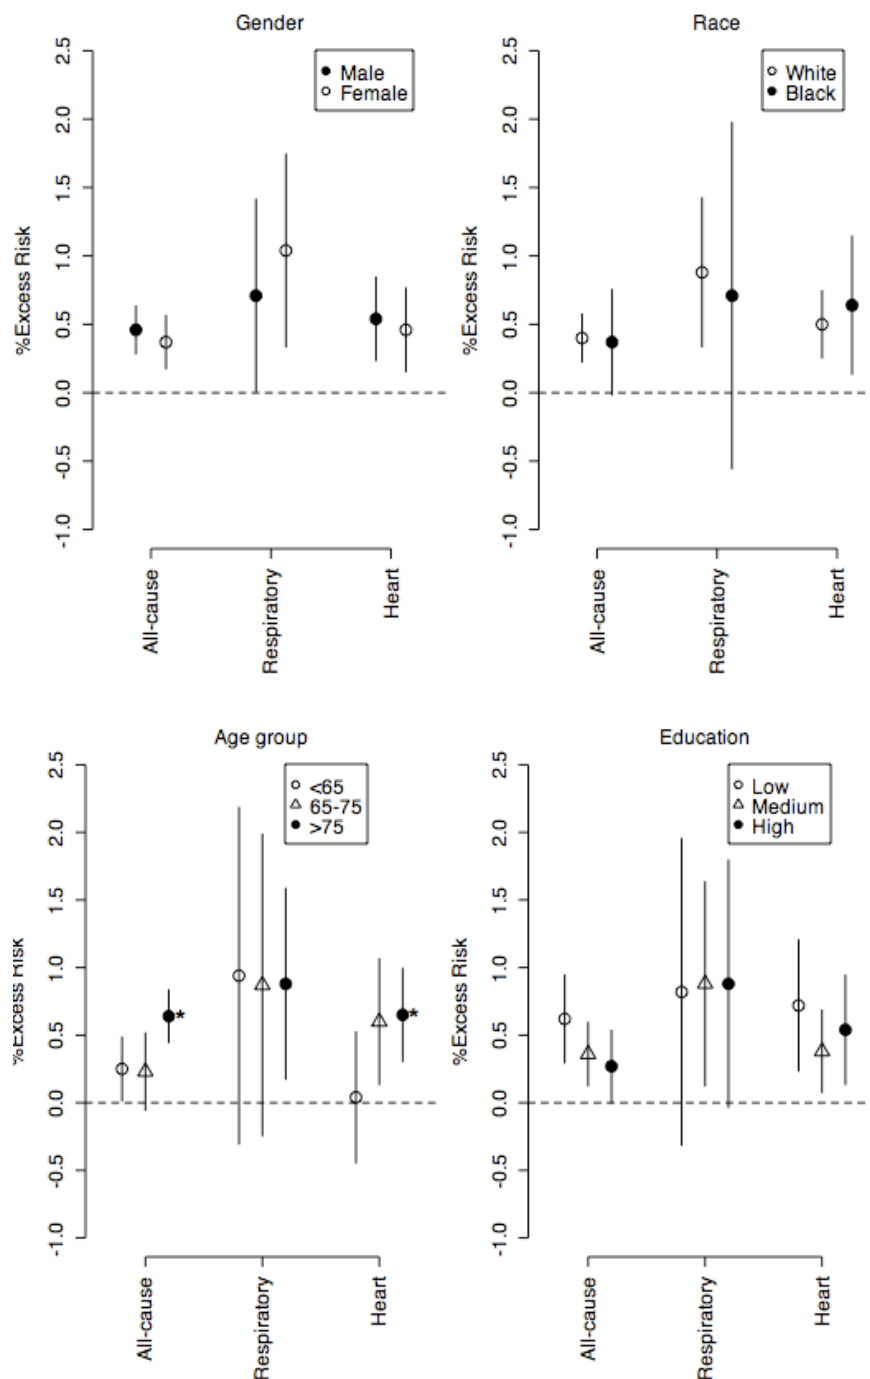 Gender
2.5
2.0
1.5
1.0
0.5
0.0
-0.5
-1.0
%Excess Risk
Male
Female
All-cause
Respiratory
Heart
Race
2.5
2.0
1.5
1.0
0.5
0.0
-0.5
-1.0
%Excess Risk
White
Black
All-cause
Respiratory
Heart
Age group
2.5
2.0
1.5
1.0
0.5
0.0
-0.5
-1.0
%Excess Risk
<65
65-75
>75
*
*
All-cause
Respiratory
Heart
Education
2.5
2.0
1.5
1.0
0.5
0.0
-0.5
-1.0
%Excess Risk
Low
Medium
High
All-cause
Respiratory
Heart